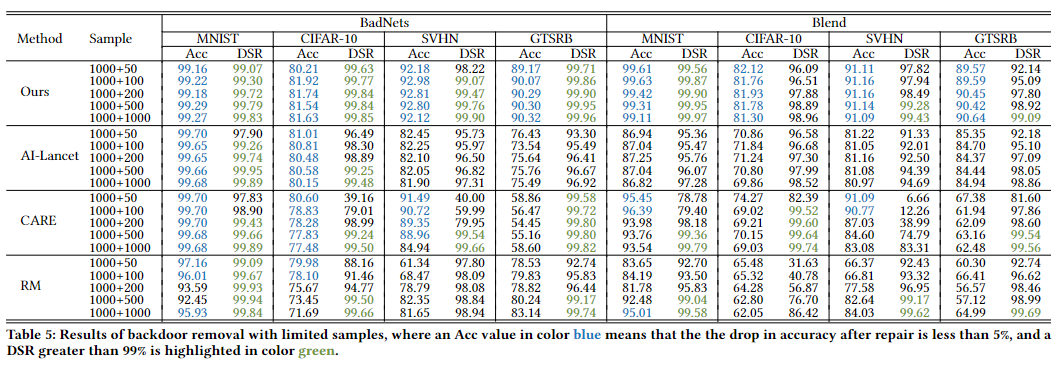 BadNets Blend
Method Sample MNIST CIFAR-10 SVHN GTSRB MNIST CIFAR-10 SVHN GTSRB
Acc DSR Acc DSR Acc DSR Acc DSR Acc DSR Acc DSR Acc DSR Acc DSR
1000+50 99.16 99.07 80.21 99.63 92.18 98.22 89.17 99.71 99.61 99.56 82.12 96.09 91.11 97.82 89.57 92.14
1000+100 99.22 99.30 81.92 99.77 92.98 99.07 90.07 99.86 99.63 99.87 81.76 96.51 91.16 97.94 89.59 95.09
Ours 1000+200 99.18 99.72 81.74 99.84 92.81 99.47 90.29 99.90 99.42 99.90 81.93 97.88 91.16 98.49 90.45 97.80
1000+500 99.29 99.79 81.54 99.84 92.80 99.76 90.30 99.95 99.31 99.95 81.78 98.89 91.14 99.28 90.42 98.92
1000+1000 99.27 99.83 81.63 99.85 92.12 99.90 90.32 99.96 99.11 99.97 81.30 98.96 91.09 99.43 90.64 99.09
1000+50 99.70 97.90 81.01 96.49 82.45 95.73 76.43 93.30 86.94 95.36 70.86 96.58 81.22 91.33 85.35 92.18
1000+100 99.65 99.26 80.81 98.30 82.25 95.97 73.54 95.49 87.04 95.47 71.84 96.68 81.05 92.01 84.70 95.10
AI-Lancet 1000+200 99.65 99.74 80.48 98.89 82.10 96.50 75.64 96.41 87.25 95.76 71.24 97.30 81.16 92.50 84.37 97.09
1000+500 99.66 99.95 80.58 99.25 82.05 96.82 75.76 96.67 87.04 96.07 70.80 97.99 81.08 94.39 84.44 98.05
1000+1000 99.68 99.89 80.15 99.48 81.90 97.31 75.49 96.92 86.82 97.28 69.86 98.52 80.97 94.69 84.94 98.86
1000+50 99.70 97.83 80.60 39.16 91.49 40.00 58.86 99.58 95.45 78.78 74.27 82.39 91.09 6.66 67.38 81.60
1000+100 99.70 98.90 78.83 79.01 90.72 59.99 56.47 99.72 96.39 79.40 69.02 99.52 90.77 12.26 61.94 97.86
CARE 1000+200 99.70 99.43 78.28 98.99 89.35 79.95 54.45 99.80 93.98 98.18 69.21 99.60 87.03 38.99 62.09 98.60
1000+500 99.68 99.66 77.83 99.24 88.96 99.54 55.16 99.80 93.76 99.36 70.15 99.64 84.60 74.79 63.16 99.54
1000+1000 99.68 99.89 77.48 99.50 84.94 99.66 58.60 99.82 93.54 99.79 69.03 99.74 83.08 83.31 62.48 99.56
1000+50 97.16 99.09 79.98 88.16 61.34 97.80 78.53 92.74 83.65 92.70 65.48 31.63 66.37 92.43 60.30 92.74
1000+100 96.01 99.67 78.10 91.46 68.47 98.09 79.83 95.83 84.19 93.50 65.32 40.78 66.81 93.32 66.41 96.62
RM 1000+200 93.59 99.93 75.67 94.77 78.79 98.08 78.82 96.44 81.78 95.83 64.28 56.87 77.58 96.95 56.57 98.46
1000+500 92.45 99.94 73.45 99.50 82.35 98.84 80.24 99.17 92.48 99.04 62.80 76.70 82.64 99.17 57.12 98.99
1000+1000 95.93 99.84 71.69 99.66 81.65 98.94 83.14 99.74 95.01 99.58 62.05 86.42 84.03 99.62 64.99 99.69
Table 5: Results of backdoor removal with limited samples, where an Acc value in color blue means that the the drop in accuracy after repair is less than 5%, and a
DSR greater than 99% is highlighted in color green.